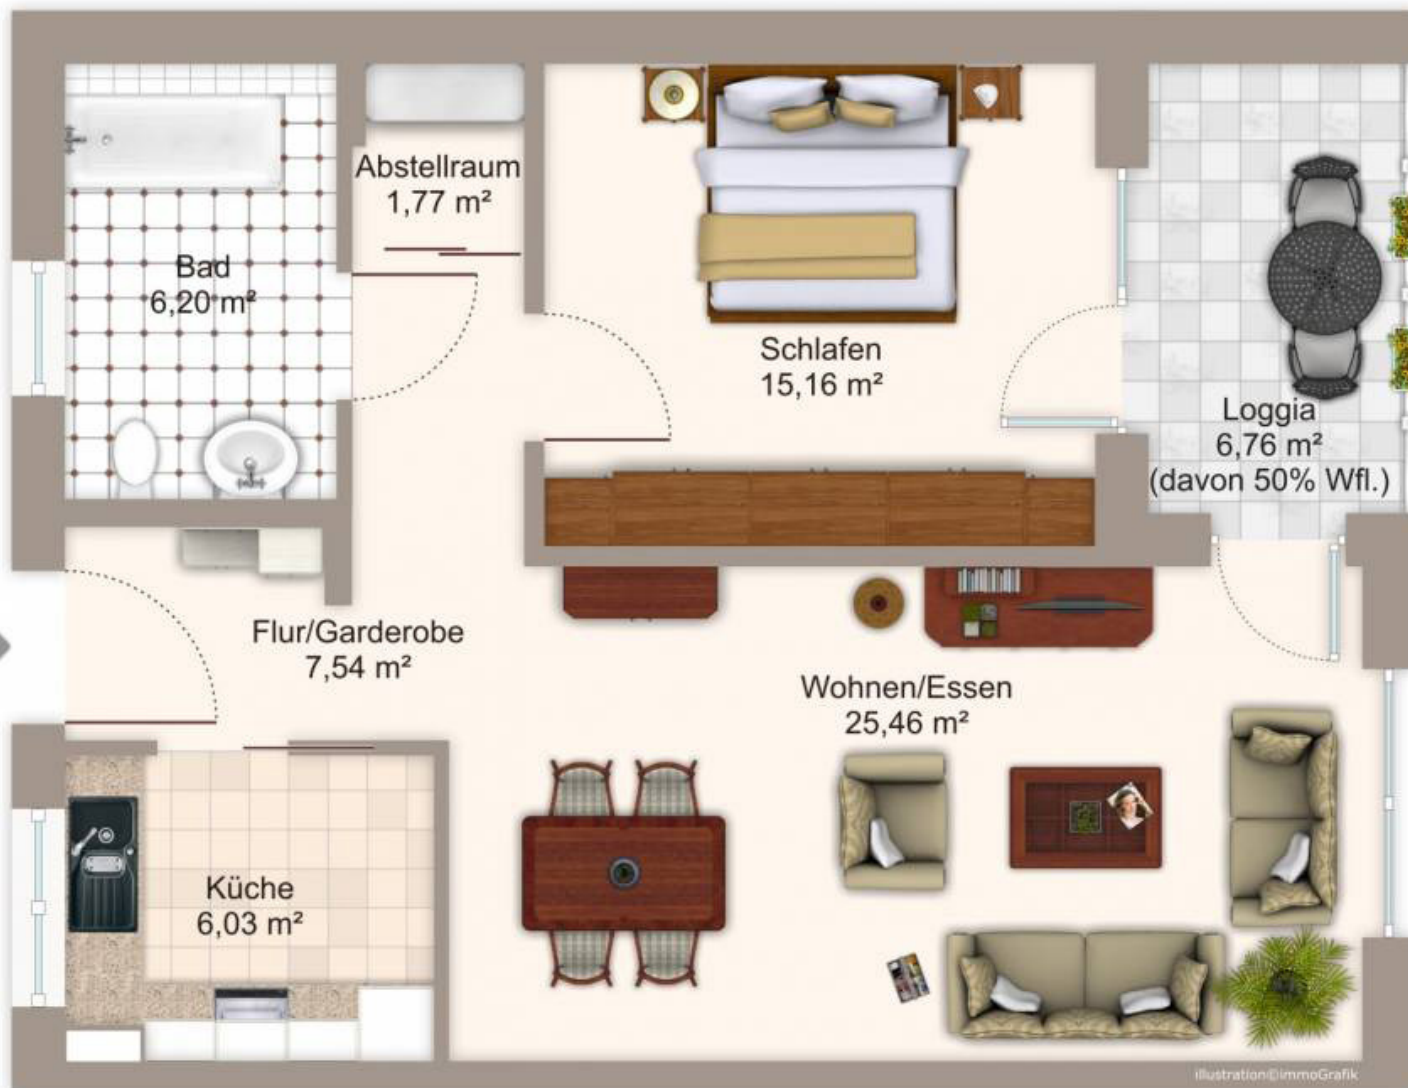 Abstellraum
1,77 m²
Bad
6,20 m²
Schlafen
15,16 m²
Loggia
6,76 m²
(davon 50% Wfl.)
Flur/Garderobe
7,54 m²
Wohnen/Essen
25,46 m²
Küche
6,03 m²
illustration©immoGrafik